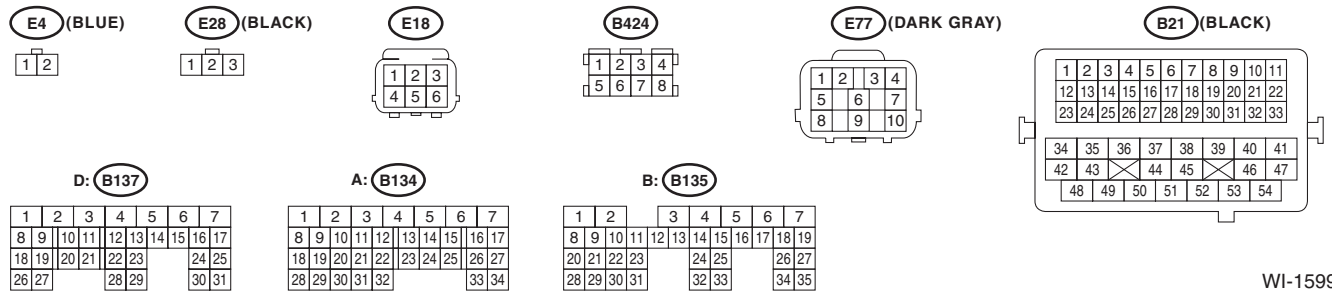 E4 (BLUE) E28 (BLACK) E18 B424 E77 (DARK GRAY) B21 (BLACK)
1 2
1 2 3
1 2 3
4 5 6
1 2 3 4
5 6 7 8
1 2 3 4
5 6 7
8 9 10
1 2 3 4 5 6 7 8 9 10 11
12 13 14 15 16 17 18 19 20 21 22
23 24 25 26 27 28 29 30 31 32 33
34 35 36 37 38 39 40 41
42 43 44 45 46 47
48 49 50 51 52 53 54
D: B137 A: B134 B: B135
1 2 3 4 5 6 7
8 9 10 11 12 13 14 15 16 17
18 19 20 21 22 23 24 25
26 27 28 29 30 31
1 2 3 4 5 6 7
8 9 10 11 12 13 14 15 16 17
18 19 20 21 22 23 24 25 26 27
28 29 30 31 32 33 34
1 2 3 4 5 6 7
8 9 10 11 12 13 14 15 16 17 18 19
20 21 22 23 24 25 26 27
28 29 30 31 32 33 34 35
WI-1599